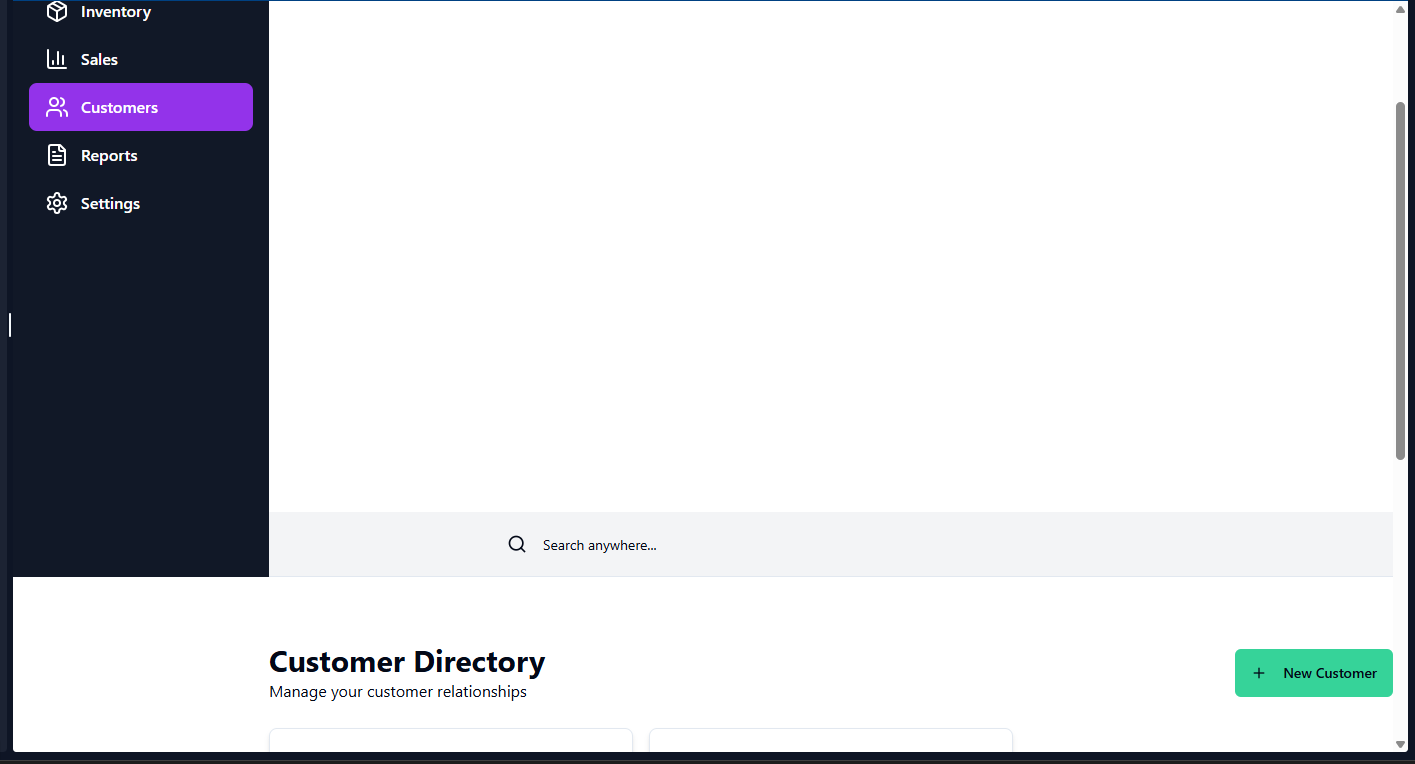 Inventory
Sales
Customers
Reports
Settings
Search anywhere...
Customer Directory
Manage your customer relationships
New Customer